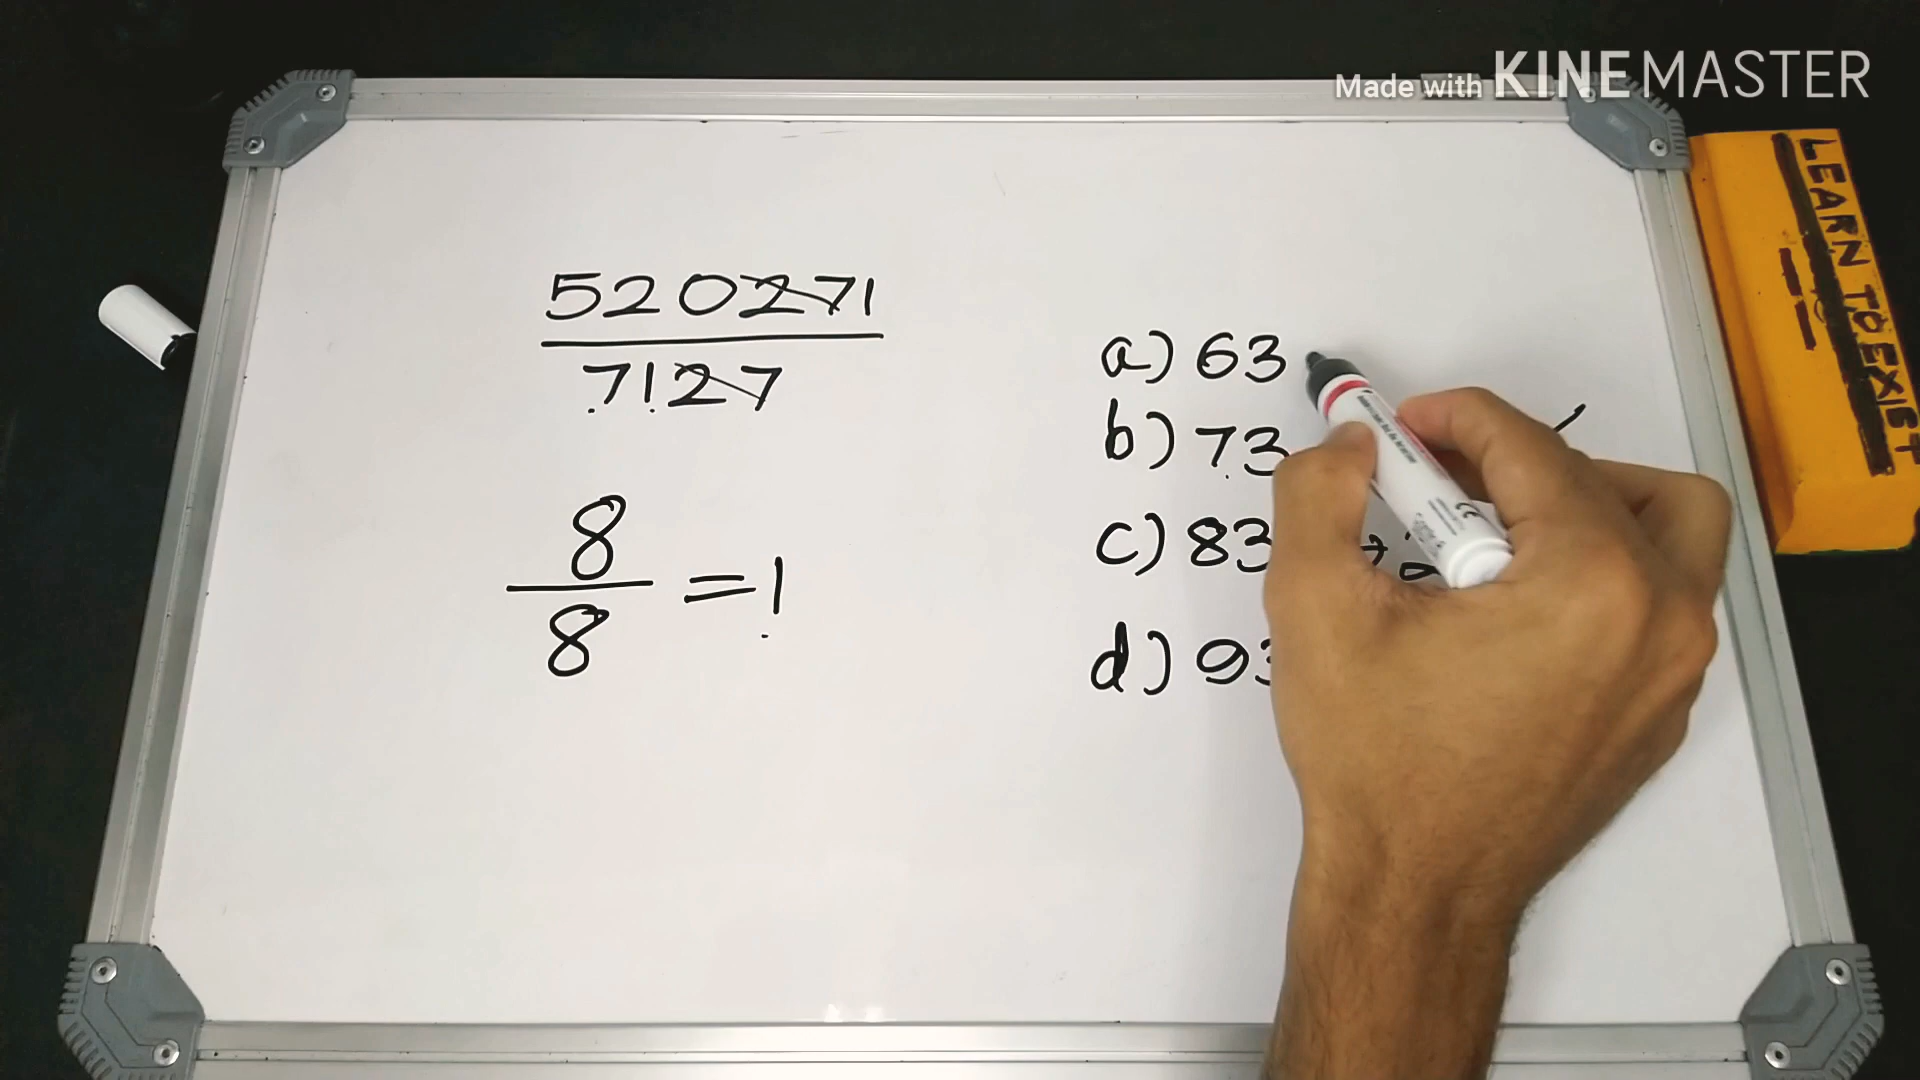 Made with KINEMASTER
LEARN TO EXIST
520271
7127
8
8
=1
a) 63
b) 73
c) 83
d) 93